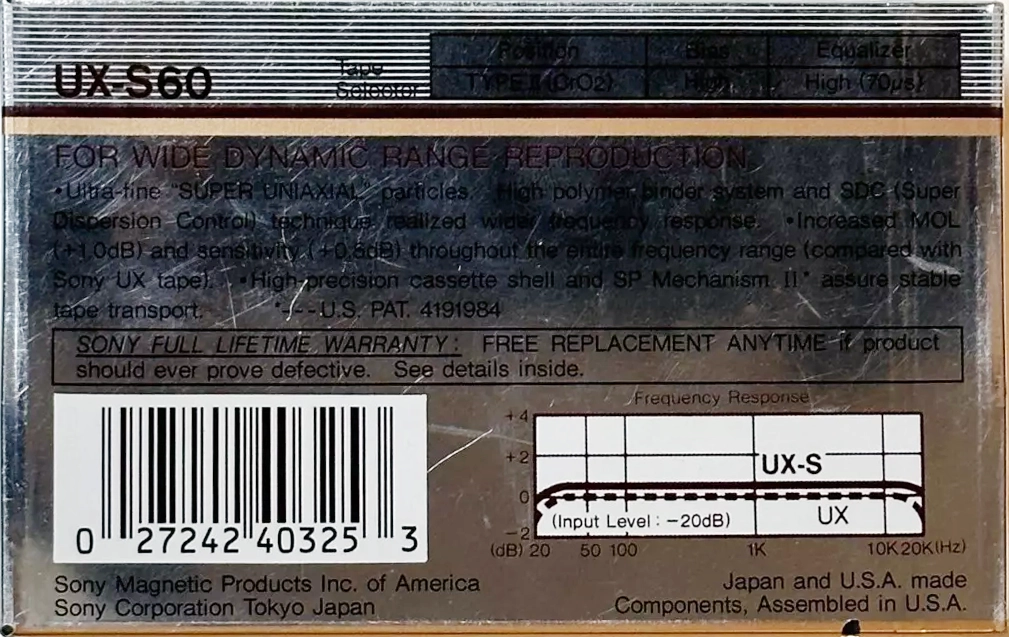 Position Bias Equalizer
UX-S60 Tape Selector TYPE II (CrO2) High High (70µs)
FOR WIDE DYNAMIC RANGE REPRODUCTION
•Ultra-fine "SUPER UNIAXIAL" particles. High polymer binder system and SDC (Super
Dispersion Control) technique realized wider frequency response. •Increased MOL
(+1.0dB) and sensitivity (+0.5dB) throughout the entire frequency range (compared with
Sony UX tape). •High-precision cassette shell and SP Mechanism II* assure stable
tape transport. *---U.S. PAT. 4191984
SONY FULL LIFETIME WARRANTY: FREE REPLACEMENT ANYTIME if product
should ever prove defective. See details inside.
Frequency Response
+4
+2
UX-S
0
(Input Level : -20dB) UX
-2
(dB) 20 50 100 1K 10K 20K(Hz)
0 27242 40325 3
Sony Magnetic Products Inc. of America
Sony Corporation Tokyo Japan
Japan and U.S.A. made
Components, Assembled in U.S.A.